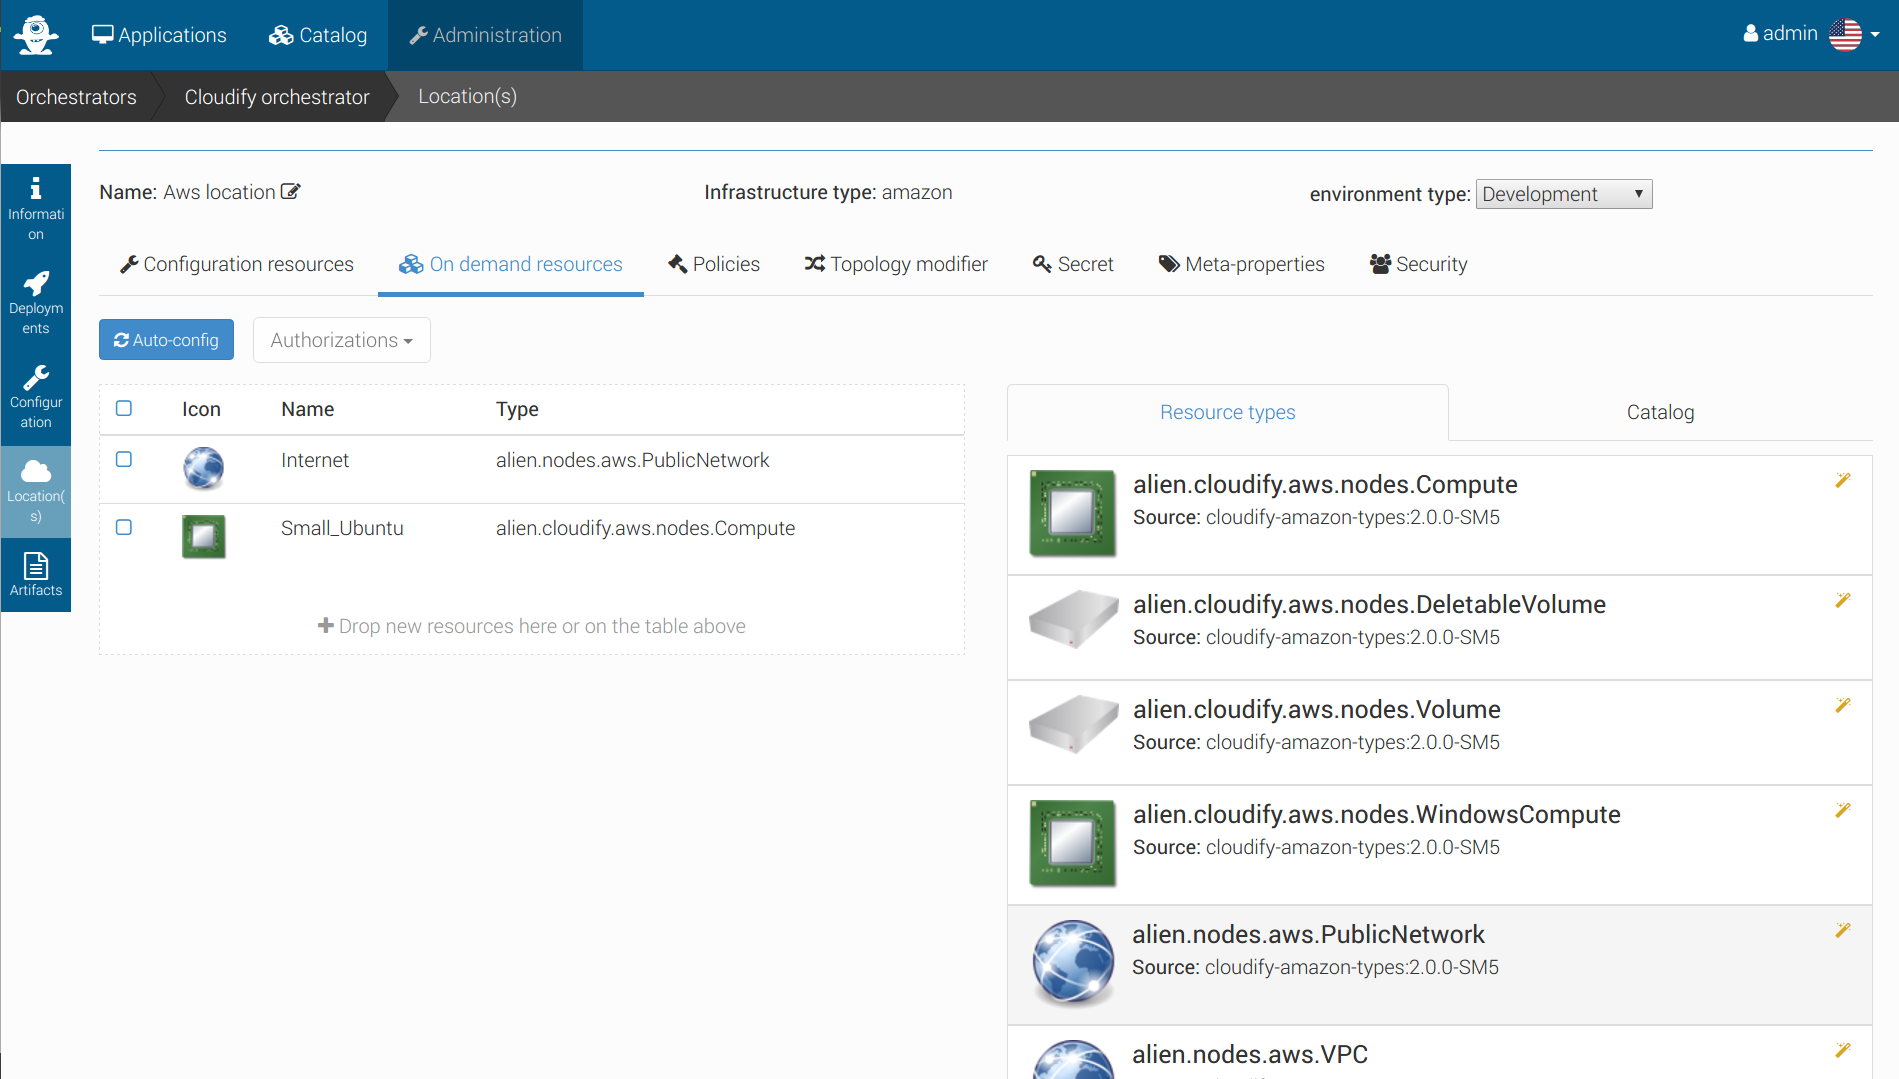 Applications
Catalog
Administration
admin
Orchestrators
Cloudify orchestrator
Location(s)
Informati
on
Deploym
ents
Configur
ation
Location(
s)
Artifacts
Name: Aws location
Infrastructure type: amazon
environment type: Development
Configuration resources
On demand resources
Policies
Topology modifier
Secret
Meta-properties
Security
Auto-config
Authorizations
Icon Name Type
Internet alien.nodes.aws.PublicNetwork
Small_Ubuntu alien.cloudify.aws.nodes.Compute
Drop new resources here or on the table above
Resource types
Catalog
alien.cloudify.aws.nodes.Compute
Source: cloudify-amazon-types:2.0.0-SM5
alien.cloudify.aws.nodes.DeletableVolume
Source: cloudify-amazon-types:2.0.0-SM5
alien.cloudify.aws.nodes.Volume
Source: cloudify-amazon-types:2.0.0-SM5
alien.cloudify.aws.nodes.WindowsCompute
Source: cloudify-amazon-types:2.0.0-SM5
alien.nodes.aws.PublicNetwork
Source: cloudify-amazon-types:2.0.0-SM5
alien.nodes.aws.VPC